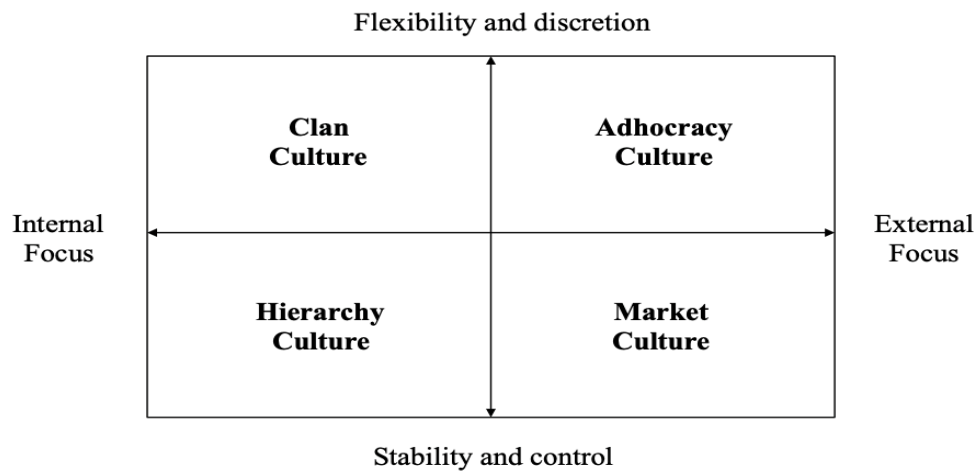 Flexibility and discretion
Clan
Culture
Adhocracy
Culture
Internal
Focus
External
Focus
Hierarchy
Culture
Market
Culture
Stability and control